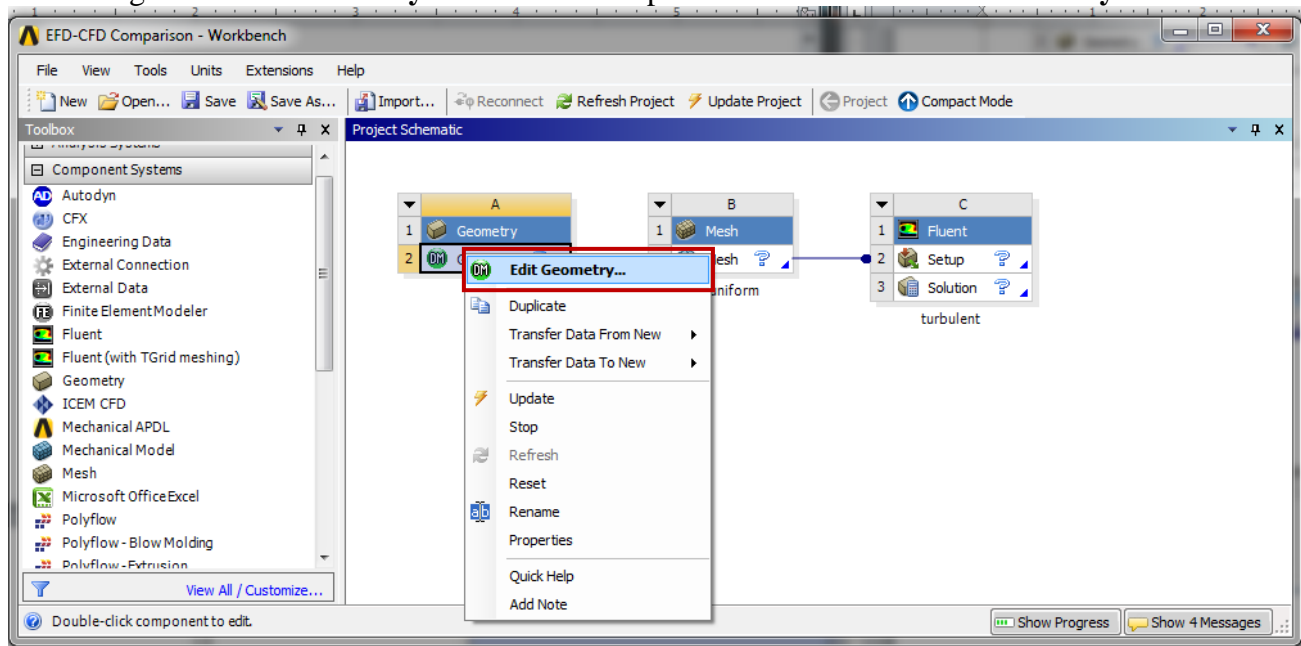 EFD-CFD Comparison - Workbench
File View Tools Units Extensions Help
New Open... Save Save As... Import... Reconnect Refresh Project Update Project Project Compact Mode
Toolbox
Project Schematic
Component Systems
Autodyn
CFX
Engineering Data
External Connection
External Data
Finite Element Modeler
Fluent
Fluent (with TGrid meshing)
Geometry
ICEM CFD
Mechanical APDL
Mechanical Model
Mesh
Microsoft Office Excel
Polyflow
Polyflow - Blow Molding
Polyflow - Extrusion
View All / Customize...
A
1 Geometry
2
B
1 Mesh
uniform
C
1 Fluent
2 Setup
3 Solution
turbulent
Edit Geometry...
Duplicate
Transfer Data From New
Transfer Data To New
Update
Stop
Refresh
Reset
Rename
Properties
Quick Help
Add Note
Double-click component to edit.
Show Progress
Show 4 Messages